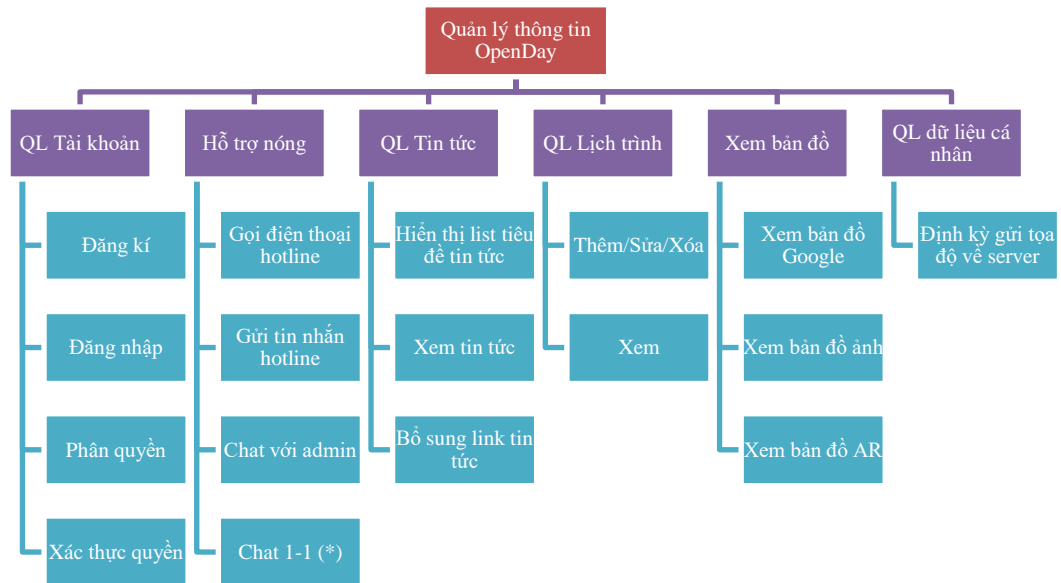 Quản lý thông tin
OpenDay
QL Tài khoản
Hỗ trợ nóng
QL Tin tức
QL Lịch trình
Xem bản đồ
QL dữ liệu cá
nhân
Đăng kí
Gọi điện thoại
hotline
Hiển thị list tiêu
đề tin tức
Thêm/Sửa/Xóa
Xem bản đồ
Google
Định kỳ gửi tọa
độ về server
Đăng nhập
Gửi tin nhắn
hotline
Xem tin tức
Xem
Xem bản đồ ảnh
Phân quyền
Chat với admin
Bổ sung link tin
tức
Xem bản đồ AR
Xác thực quyền
Chat 1-1 (*)